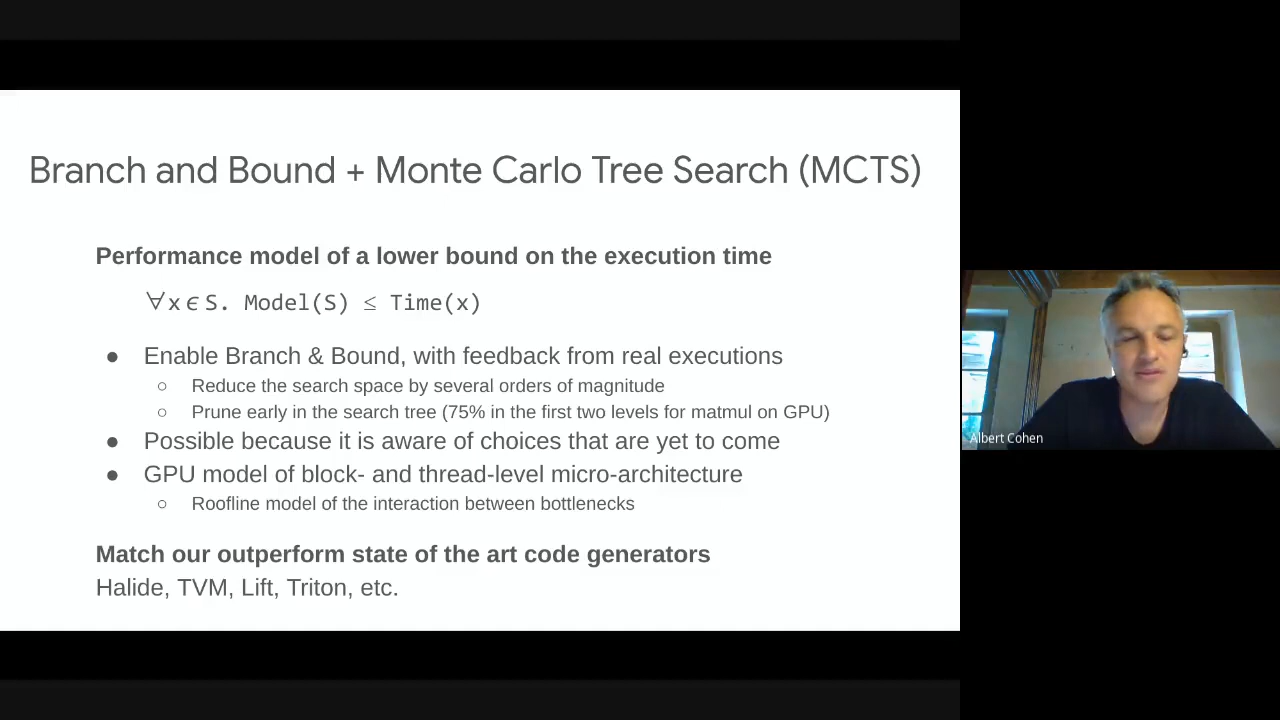 Branch and Bound + Monte Carlo Tree Search (MCTS)
Performance model of a lower bound on the execution time
∀x ϵ S. Model(S) ≤ Time(x)
● Enable Branch & Bound, with feedback from real executions
○ Reduce the search space by several orders of magnitude
○ Prune early in the search tree (75% in the first two levels for matmul on GPU)
● Possible because it is aware of choices that are yet to come
● GPU model of block- and thread-level micro-architecture
○ Roofline model of the interaction between bottlenecks
Match our outperform state of the art code generators
Halide, TVM, Lift, Triton, etc.
Albert Cohen